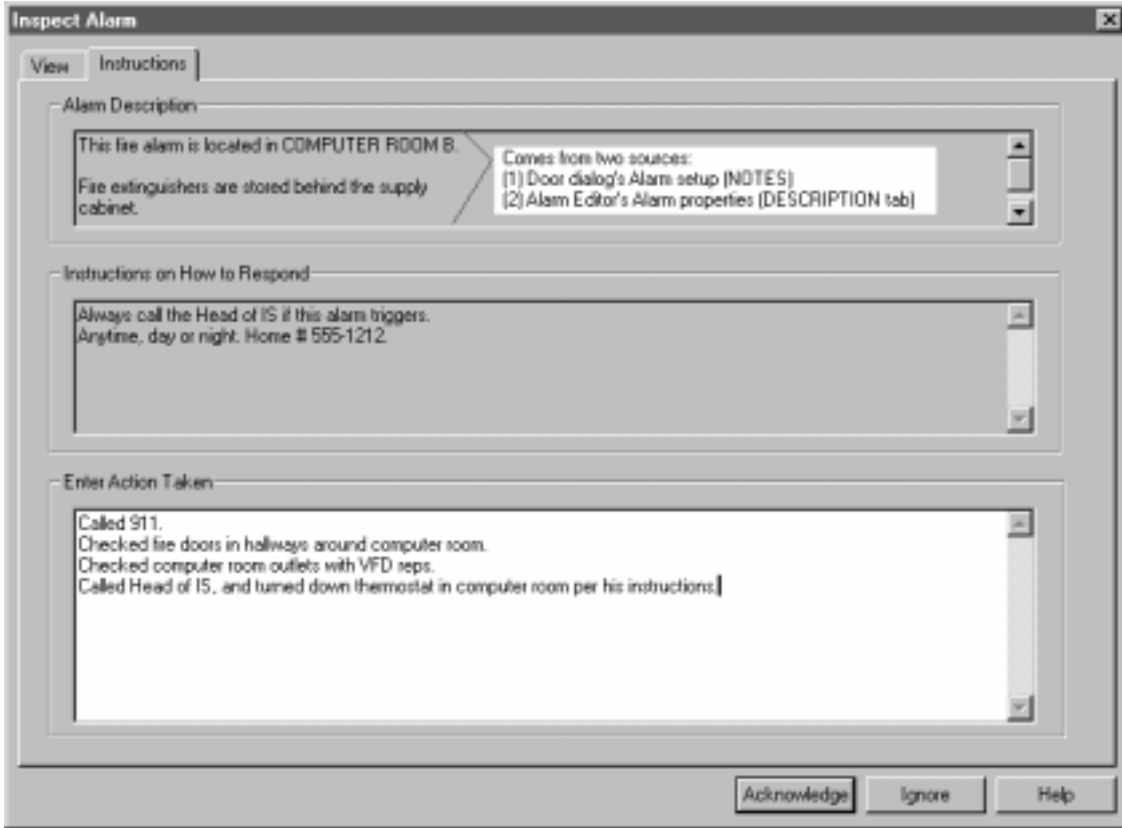 Inspect Alarm
View
Instructions
Alarm Description
This fire alarm is located in COMPUTER ROOM B.
Fire extinguishers are stored behind the supply
cabinet.
Comes from two sources:
(1) Door dialog's Alarm setup (NOTES)
(2) Alarm Editor's Alarm properties (DESCRIPTION tab)
Instructions on How to Respond
Always call the Head of IS if this alarm triggers.
Anytime, day or night. Home # 555-1212.
Enter Action Taken
Called 911.
Checked fire doors in hallways around computer room.
Checked computer room outlets with VFD reps.
Called Head of IS, and turned down thermostat in computer room per his instructions.
Acknowledge
Ignore
Help